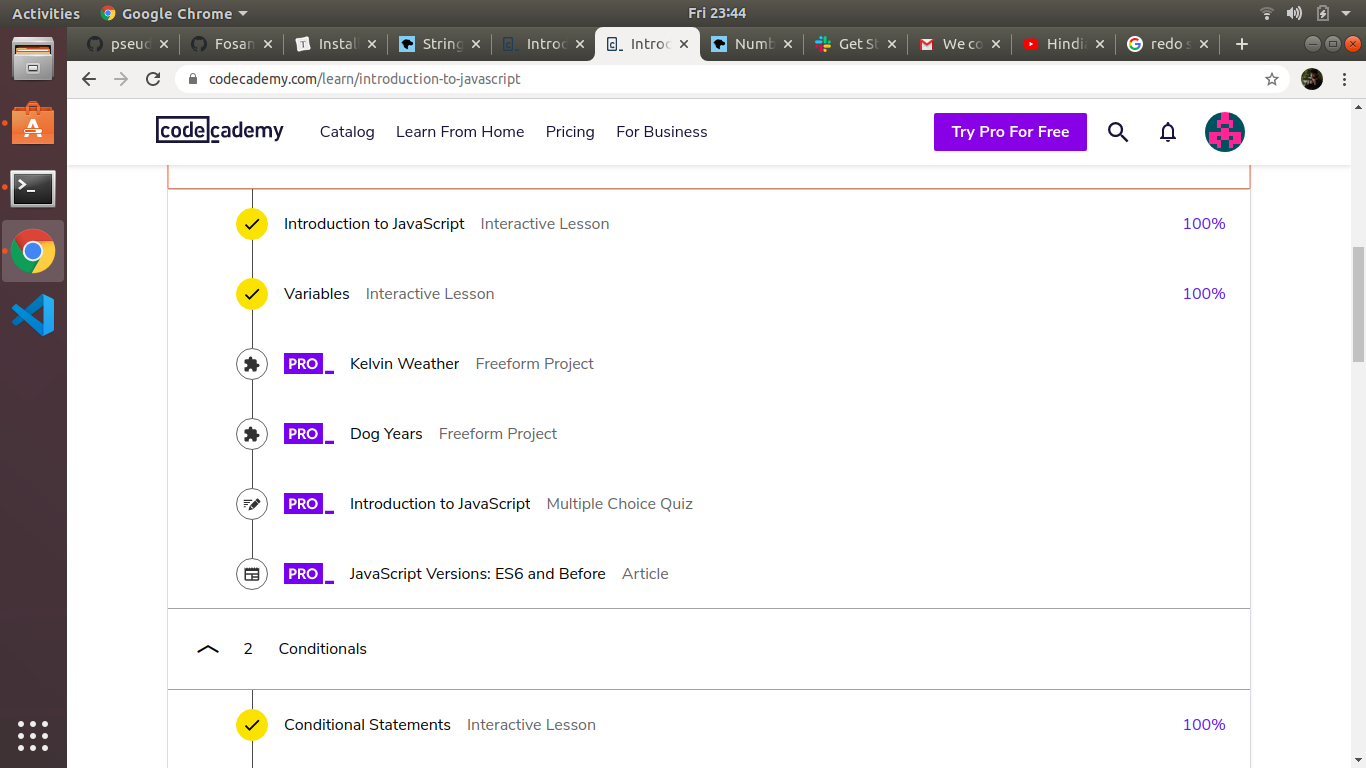 Activities Google Chrome Fri 23:44
pseud Fosan Install String Introd Introd Numb Get St We co Hindi redo s
codecademy.com/learn/introduction-to-javascript
codecademy Catalog Learn From Home Pricing For Business Try Pro For Free
Introduction to JavaScript Interactive Lesson 100%
Variables Interactive Lesson 100%
PRO Kelvin Weather Freeform Project
PRO Dog Years Freeform Project
PRO Introduction to JavaScript Multiple Choice Quiz
PRO JavaScript Versions: ES6 and Before Article
2 Conditionals
Conditional Statements Interactive Lesson 100%